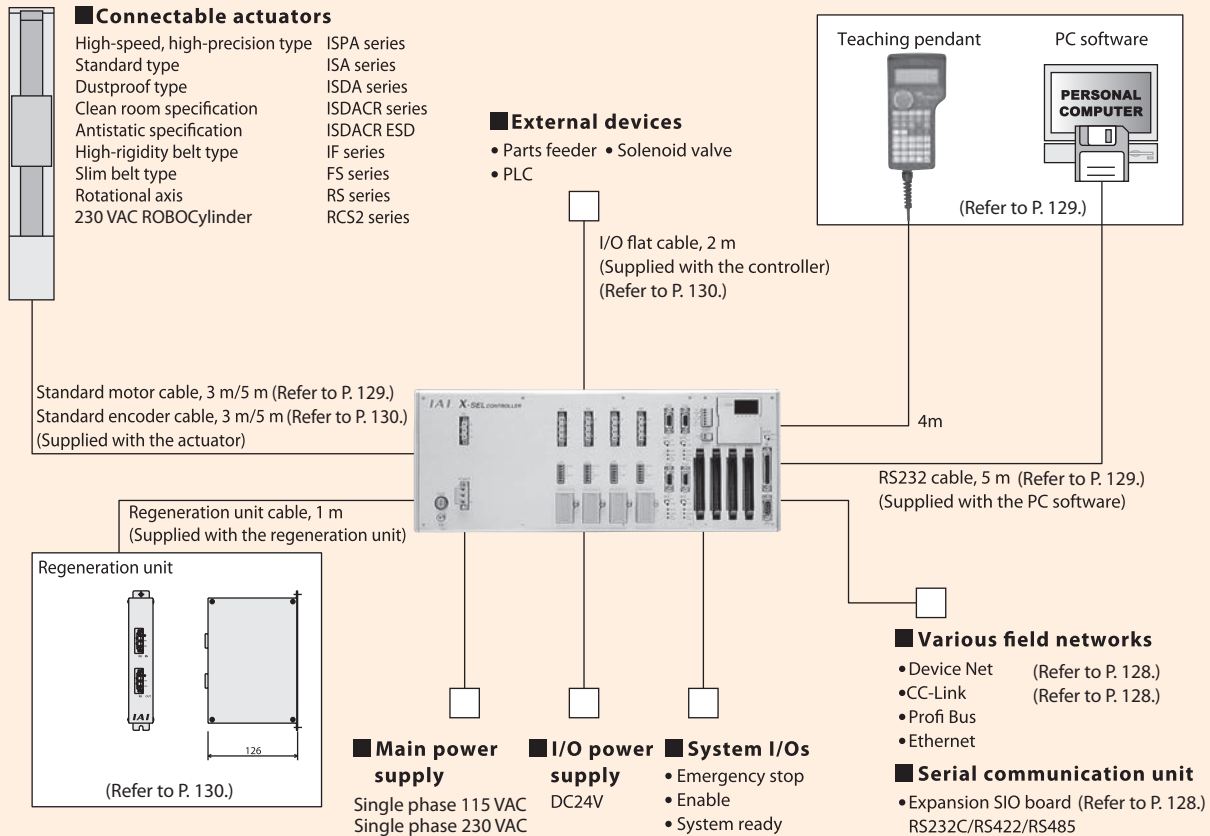 ■Connectable actuators
High-speed, high-precision type ISPA series
Standard type ISA series
Dustproof type ISDA series
Clean room specification ISDACR series
Antistatic specification ISDACR ESD
High-rigidity belt type IF series
Slim belt type FS series
Rotational axis RS series
230 VAC ROBOCylinder RCS2 series
■External devices
• Parts feeder • Solenoid valve
• PLC
Teaching pendant PC software
PERSONAL
COMPUTER
(Refer to P. 129.)
I/O flat cable, 2 m
(Supplied with the controller)
(Refer to P. 130.)
Standard motor cable, 3 m/5 m (Refer to P. 129.)
Standard encoder cable, 3 m/5 m (Refer to P. 130.)
(Supplied with the actuator)
IAI X-SEL CONTROLLER
4m
RS232 cable, 5 m (Refer to P. 129.)
(Supplied with the PC software)
Regeneration unit cable, 1 m
(Supplied with the regeneration unit)
Regeneration unit
IAI
126
(Refer to P. 130.)
■Main power
supply
Single phase 115 VAC
Single phase 230 VAC
■I/O power
supply
DC24V
■System I/Os
• Emergency stop
• Enable
• System ready
■Various field networks
• Device Net (Refer to P. 128.)
•CC-Link (Refer to P. 128.)
• Profi Bus
• Ethernet
■Serial communication unit
• Expansion SIO board (Refer to P. 128.)
RS232C/RS422/RS485